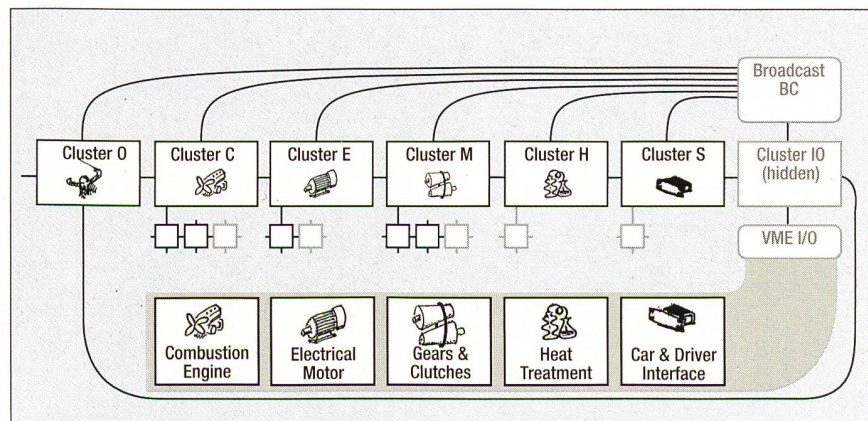 Broadcast
BC
Cluster O
Cluster C
Cluster E
Cluster M
Cluster H
Cluster S
Cluster IO
(hidden)
VME I/O
Combustion
Engine
Electrical
Motor
Gears &
Clutches
Heat
Treatment
Car & Driver
Interface